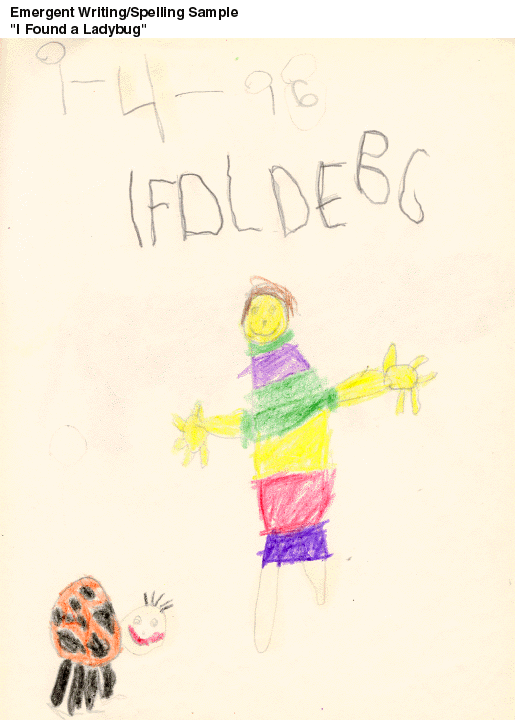 Emergent Writing/Spelling Sample
"I Found a Ladybug"
9-4-96
IFDLDEBG